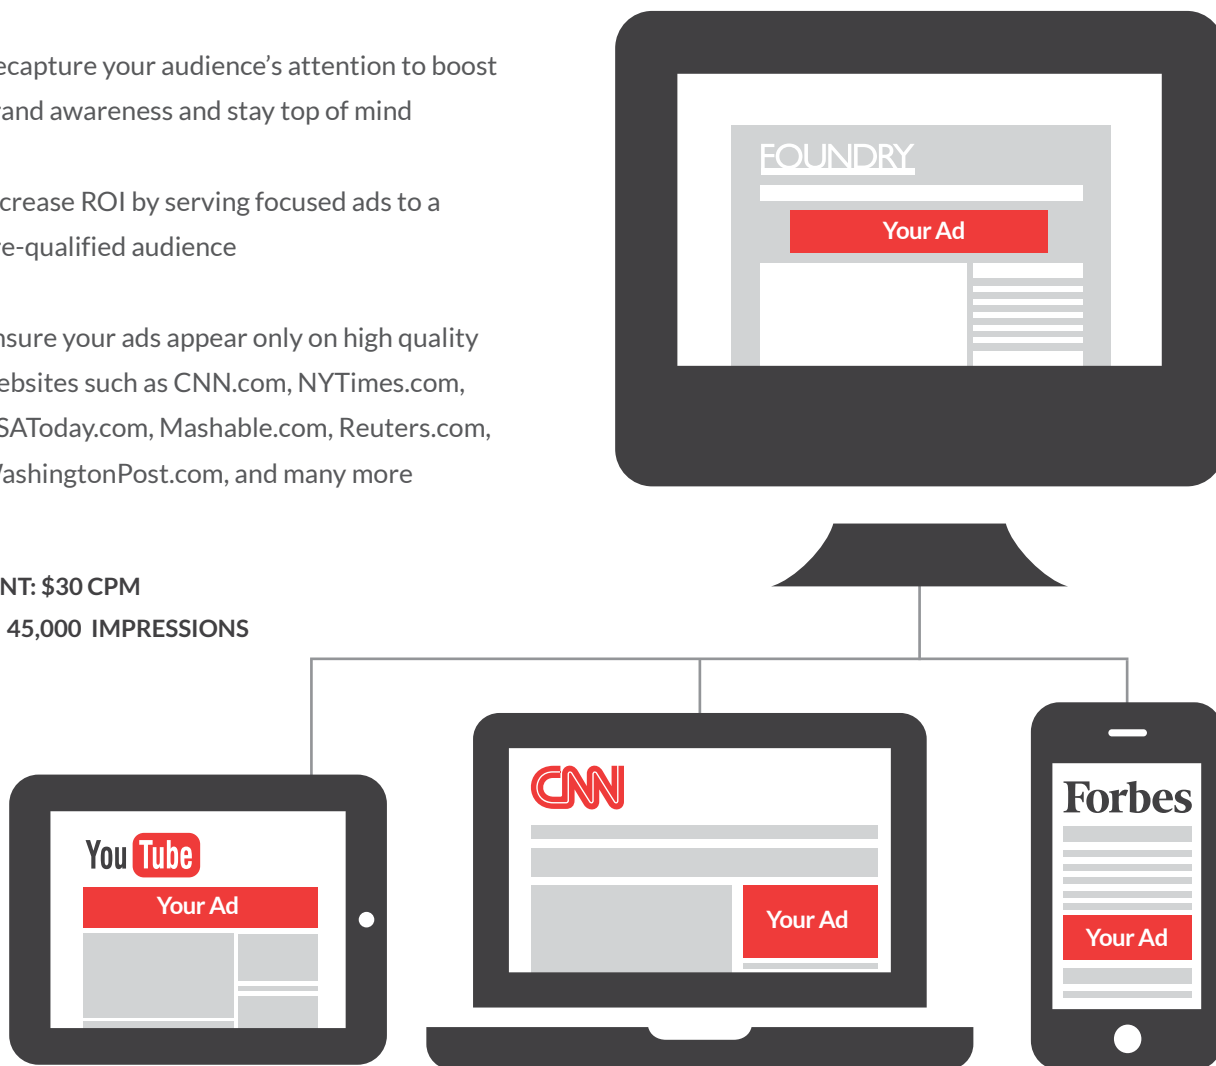 ecapture your audience’s attention to boost
rand awareness and stay top of mind
crease ROI by serving focused ads to a
re-qualified audience
nsure your ads appear only on high quality
ebsites such as CNN.com, NYTimes.com,
SAToday.com, Mashable.com, Reuters.com,
WashingtonPost.com, and many more
NT: $30 CPM
45,000 IMPRESSIONS
FOUNDRY
Your Ad
YouTube
Your Ad
CNN
Your Ad
Forbes
Your Ad